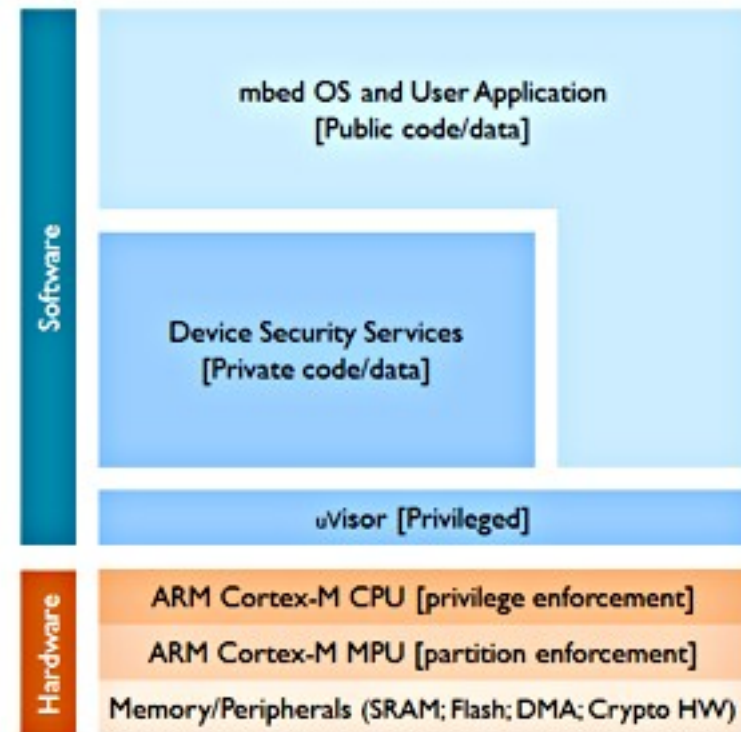 mbed OS and User Application
[Public code/data]
Software
Device Security Services
[Private code/data]
uVisor [Privileged]
Hardware
ARM Cortex-M CPU [privilege enforcement]
ARM Cortex-M MPU [partition enforcement]
Memory/Peripherals (SRAM; Flash; DMA; Crypto HW)